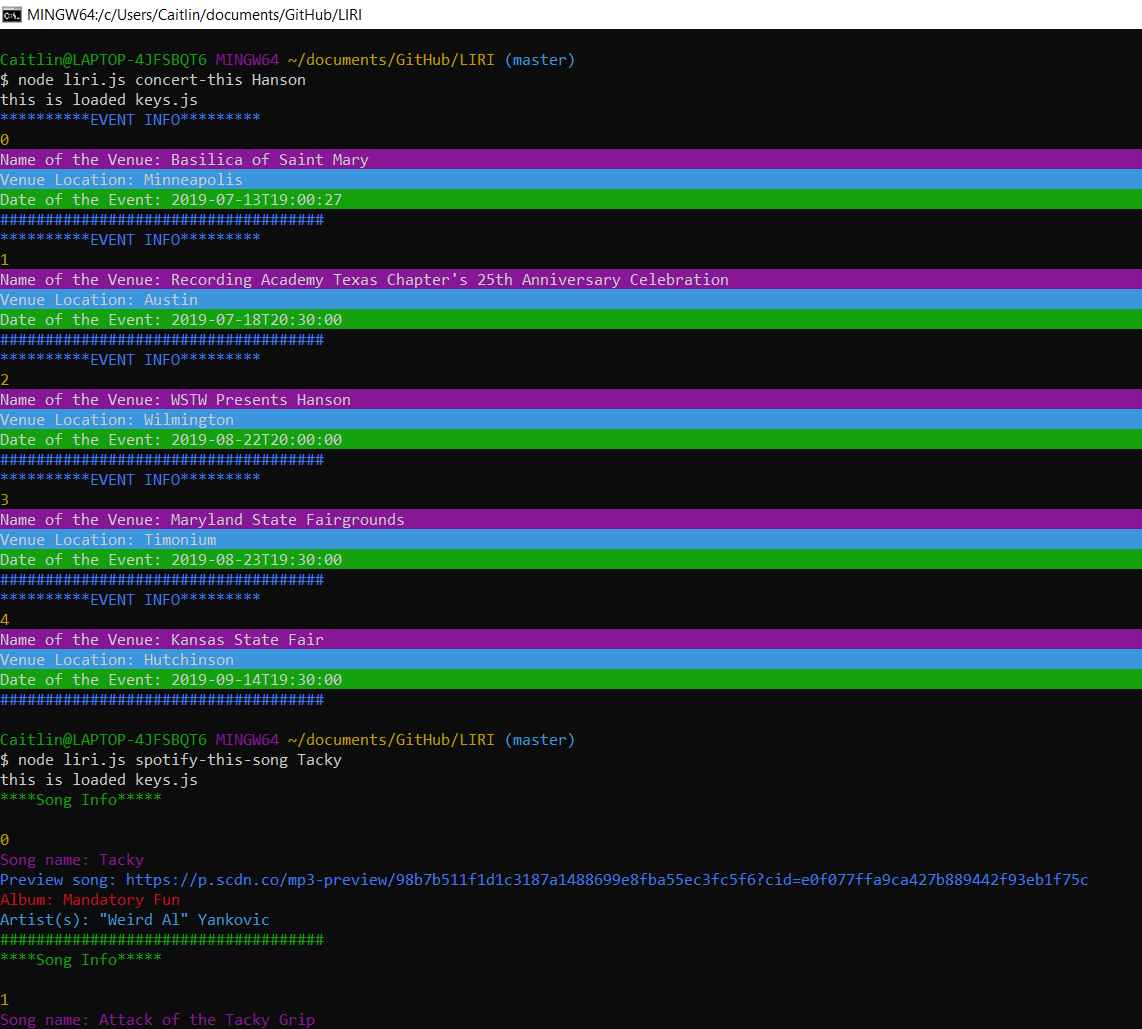 MINGW64:/c/Users/Caitlin/documents/GitHub/LIRI
Caitlin@LAPTOP-4JFSBQT6 MINGW64 ~/documents/GitHub/LIRI (master)
$ node liri.js concert-this Hanson
this is loaded keys.js
**********EVENT INFO*********
0
Name of the Venue: Basilica of Saint Mary
Venue Location: Minneapolis
Date of the Event: 2019-07-13T19:00:27
####################################
**********EVENT INFO*********
1
Name of the Venue: Recording Academy Texas Chapter's 25th Anniversary Celebration
Venue Location: Austin
Date of the Event: 2019-07-18T20:30:00
####################################
**********EVENT INFO*********
2
Name of the Venue: WSTW Presents Hanson
Venue Location: Wilmington
Date of the Event: 2019-08-22T20:00:00
####################################
**********EVENT INFO*********
3
Name of the Venue: Maryland State Fairgrounds
Venue Location: Timonium
Date of the Event: 2019-08-23T19:30:00
####################################
**********EVENT INFO*********
4
Name of the Venue: Kansas State Fair
Venue Location: Hutchinson
Date of the Event: 2019-09-14T19:30:00
####################################
Caitlin@LAPTOP-4JFSBQT6 MINGW64 ~/documents/GitHub/LIRI (master)
$ node liri.js spotify-this-song Tacky
this is loaded keys.js
****Song Info*****
0
Song name: Tacky
Preview song: https://p.scdn.co/mp3-preview/98b7b511f1d1c3187a1488699e8fba55ec3fc5f6?cid=e0f077ffa9ca427b889442f93eb1f75c
Album: Mandatory Fun
Artist(s): "Weird Al" Yankovic
####################################
****Song Info*****
1
Song name: Attack of the Tacky Grip